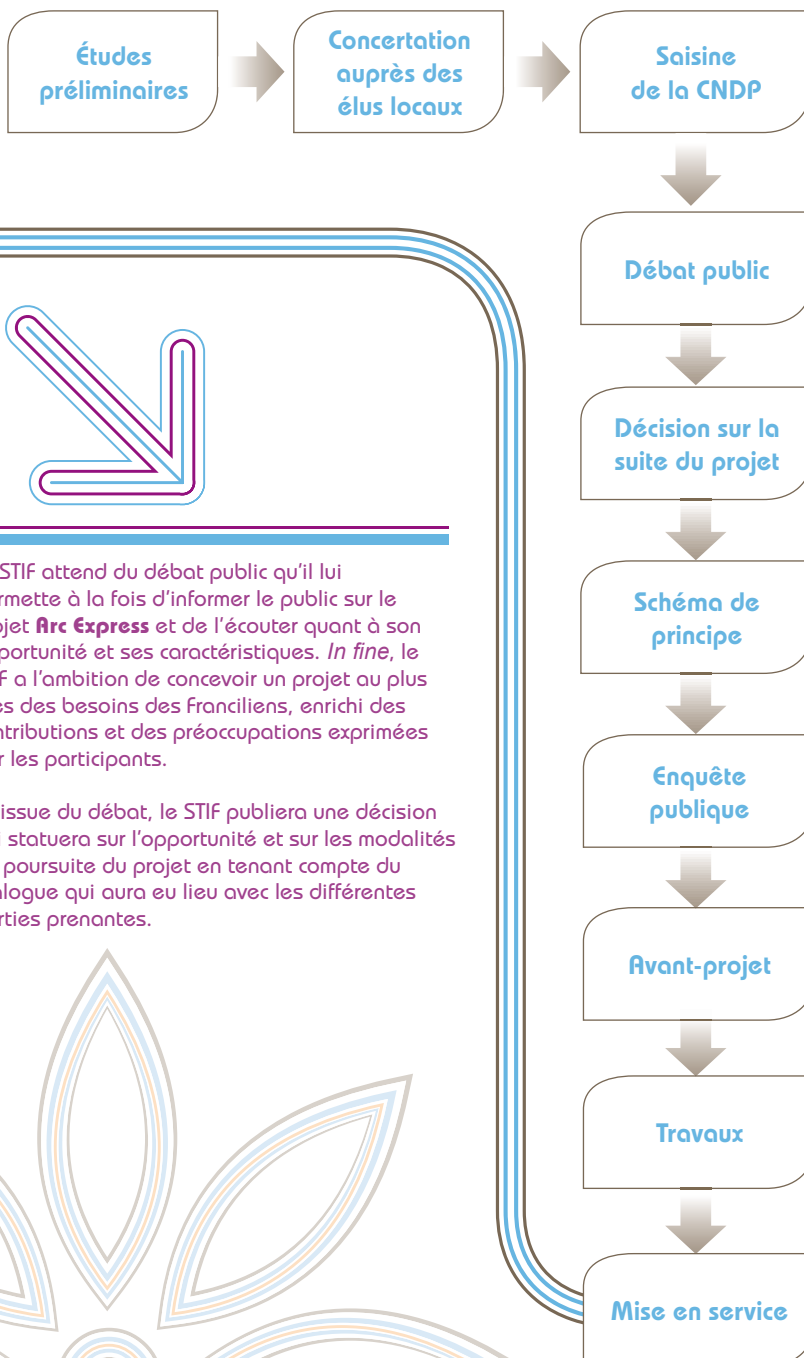 Études
préliminaires
Concertation
auprès des
élus locaux
Saisine
de la CNDP
Débat public
Décision sur la
suite du projet
Schéma de
principe
Enquête
publique
Avant-projet
Travaux
Mise en service
STIF attend du débat public qu'il lui
rmette à la fois d'informer le public sur le
ojet Arc Express et de l'écouter quant à son
portunité et ses caractéristiques. In fine, le
IF a l'ambition de concevoir un projet au plus
ès des besoins des Franciliens, enrichi des
ntributions et des préoccupations exprimées
r les participants.
issue du débat, le STIF publiera une décision
i statuera sur l'opportunité et sur les modalités
poursuite du projet en tenant compte du
alogue qui aura eu lieu avec les différentes
rties prenantes.